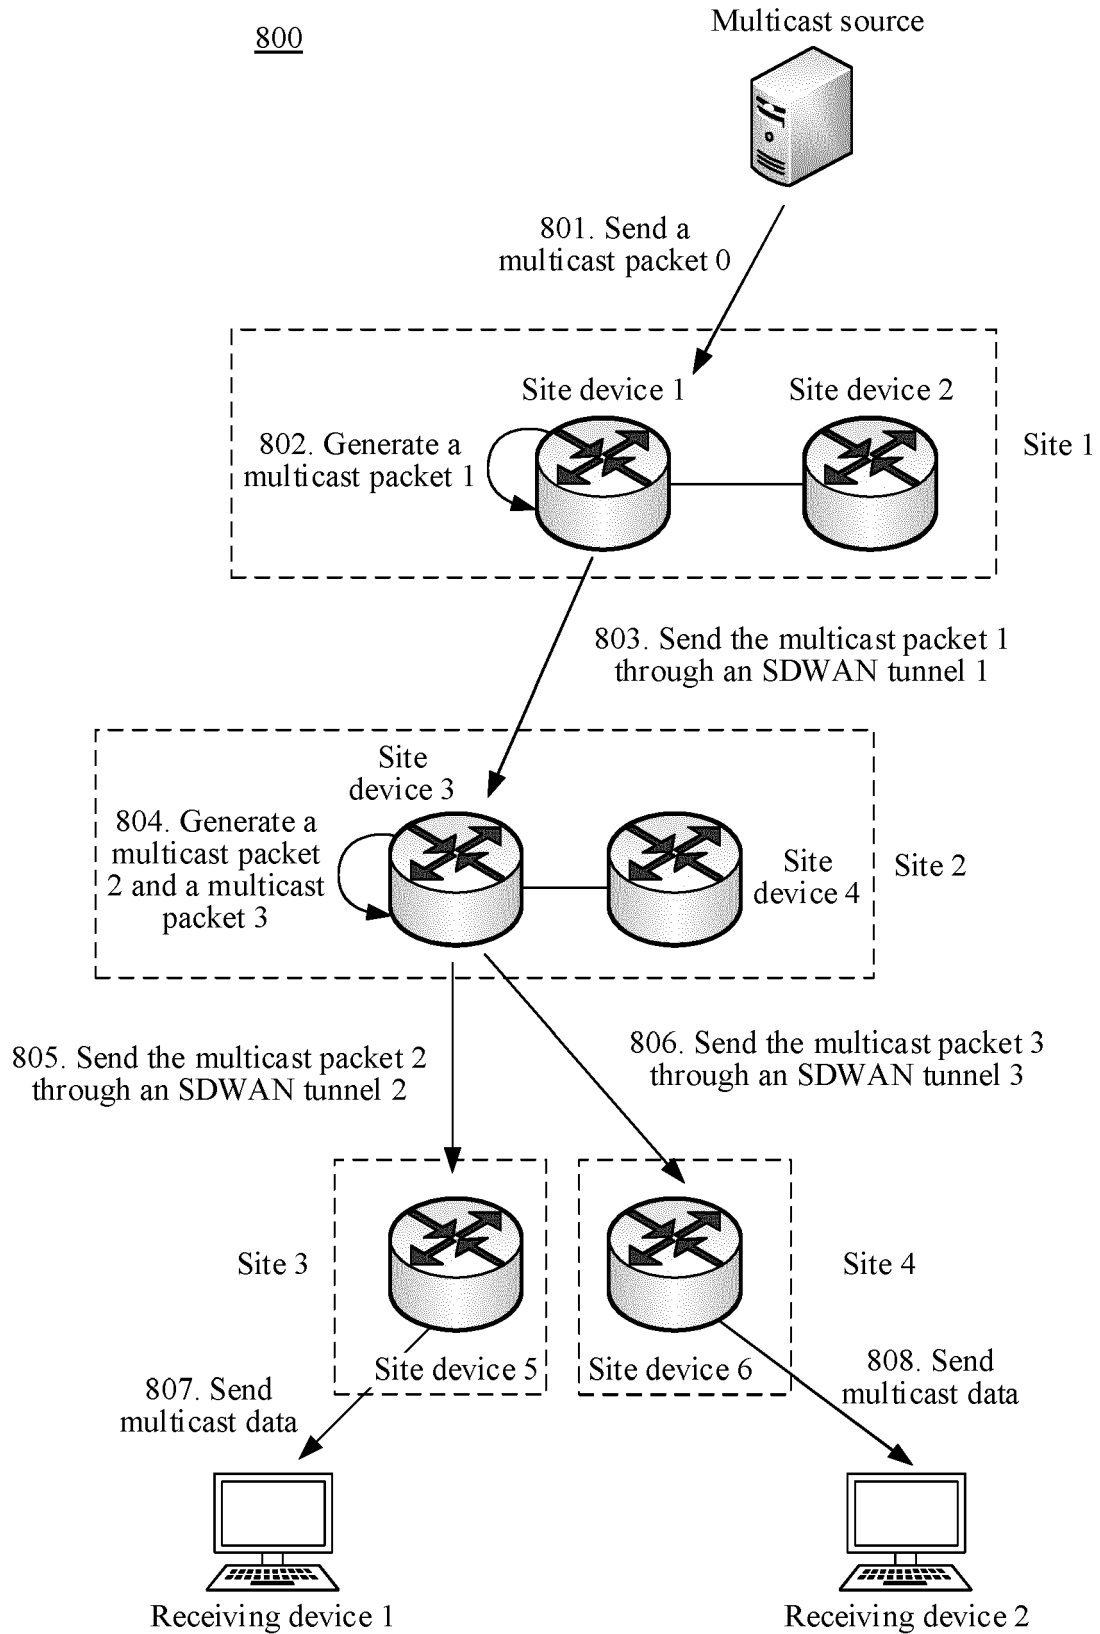 800
Multicast source
801. Send a
multicast packet 0
Site device 1
Site device 2
802. Generate a
multicast packet 1
Site 1
803. Send the multicast packet 1
through an SDWAN tunnel 1
Site
device 3
804. Generate a
multicast packet
2 and a multicast
packet 3
Site
device 4
Site 2
805. Send the multicast packet 2
through an SDWAN tunnel 2
806. Send the multicast packet 3
through an SDWAN tunnel 3
Site 3
Site 4
Site device 5
Site device 6
807. Send
multicast data
808. Send
multicast data
Receiving device 1
Receiving device 2